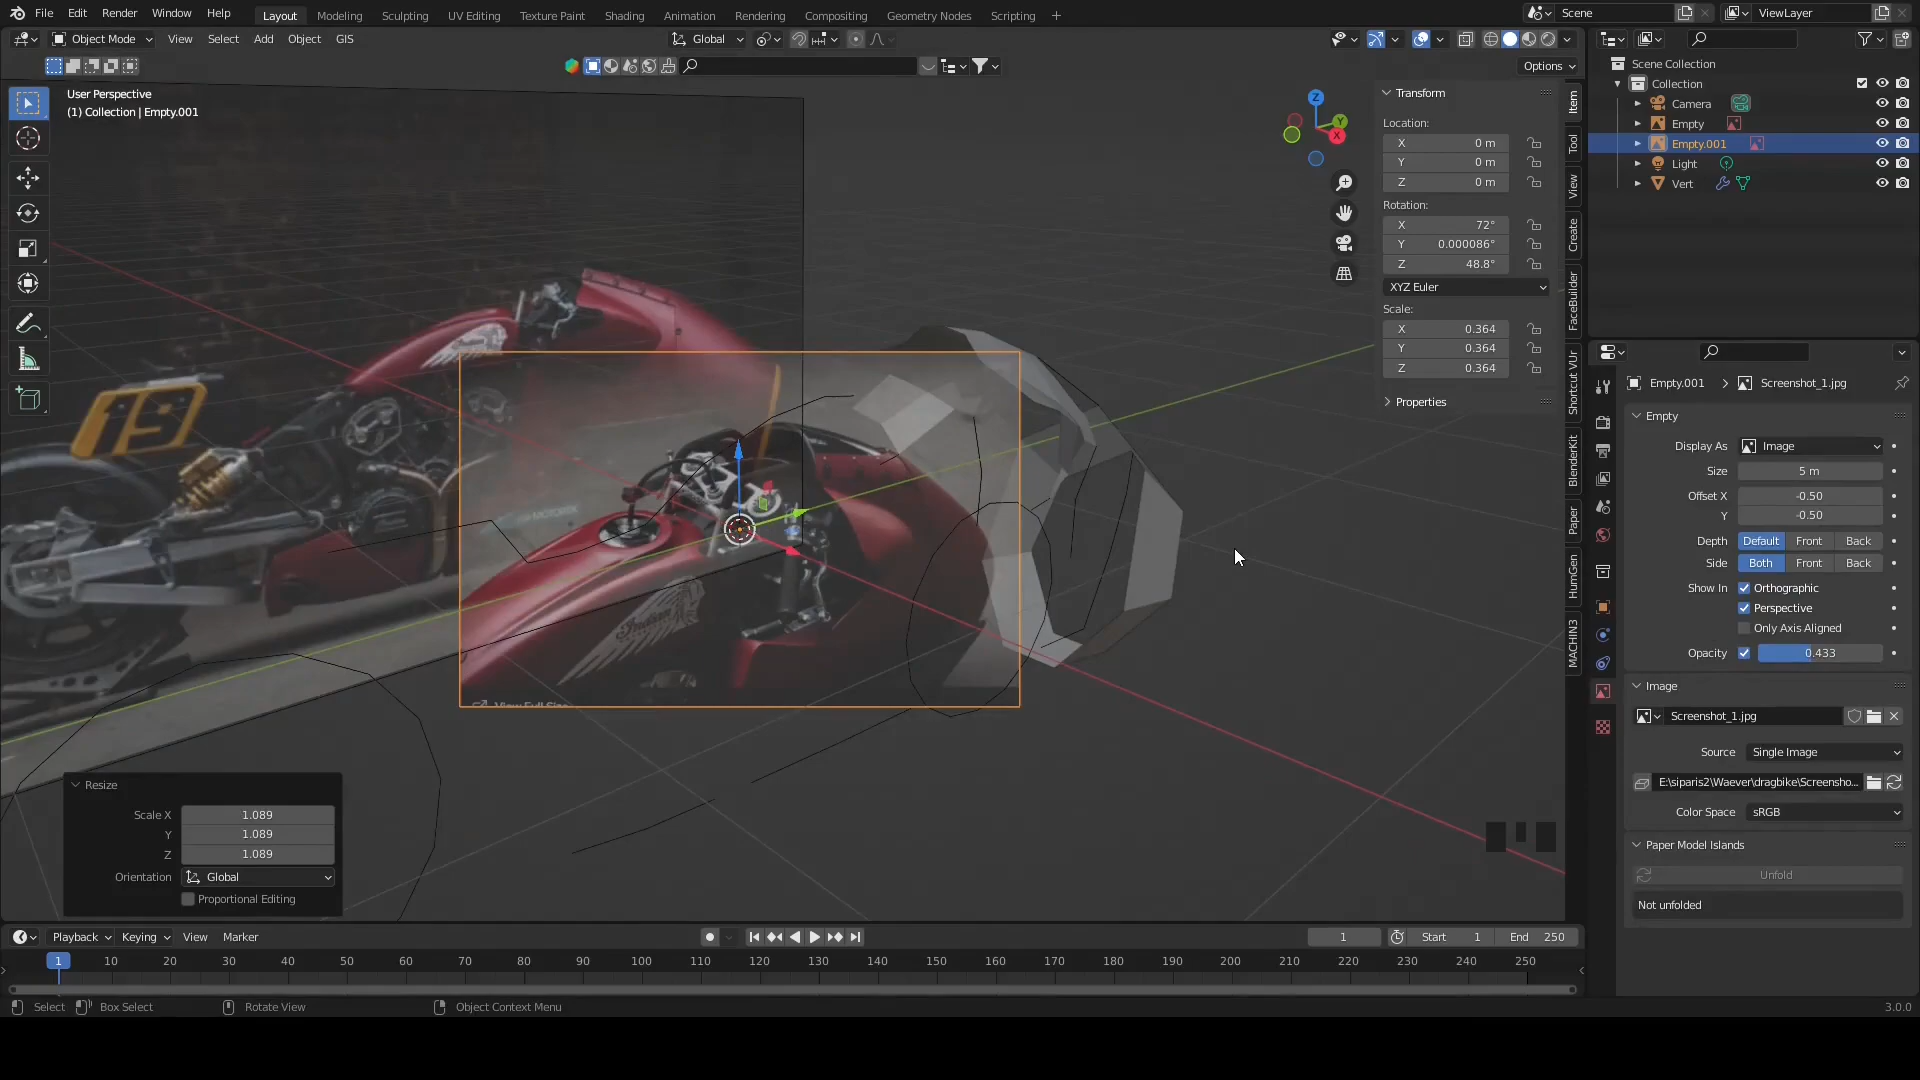 File Edit Render Window Help
Layout Modeling Sculpting UV Editing Texture Paint Shading Animation Rendering Compositing Geometry Nodes Scripting +
Scene
ViewLayer
Object Mode View Select Add Object GIS
Global
Options
User Perspective
(1) Collection | Empty.001
Z
Y
X
Transform
Location:
X 0 m
Y 0 m
Z 0 m
Rotation:
X 72°
Y 0.000086°
Z 48.8°
XYZ Euler
Scale:
X 0.364
Y 0.364
Z 0.364
Properties
Item
Tool
View
Create
FaceBuilder
Shortcut VUr
BlenderKit
Paper
HumGen
MACHIN3
Scene Collection
Collection
Camera
Empty
Empty.001
Light
Vert
Empty.001 > Screenshot_1.jpg
Empty
Display As Image
Size 5 m
Offset X -0.50
Y -0.50
Depth Default Front Back
Side Both Front Back
Show In Orthographic
Perspective
Only Axis Aligned
Opacity 0.433
Image
Screenshot_1.jpg
Source Single Image
E:\siparis2\Waever\dragbike\Screensho...
Color Space sRGB
Paper Model Islands
Unfold
Not unfolded
19
Indian
View Full Size
Resize
Scale X 1.089
Y 1.089
Z 1.089
Orientation Global
Proportional Editing
Playback Keying View Marker
1
Start 1
End 250
1 10 20 30 40 50 60 70 80 90 100 110 120 130 140 150 160 170 180 190 200 210 220 230 240 250
Select Box Select Rotate View Object Context Menu
3.0.0